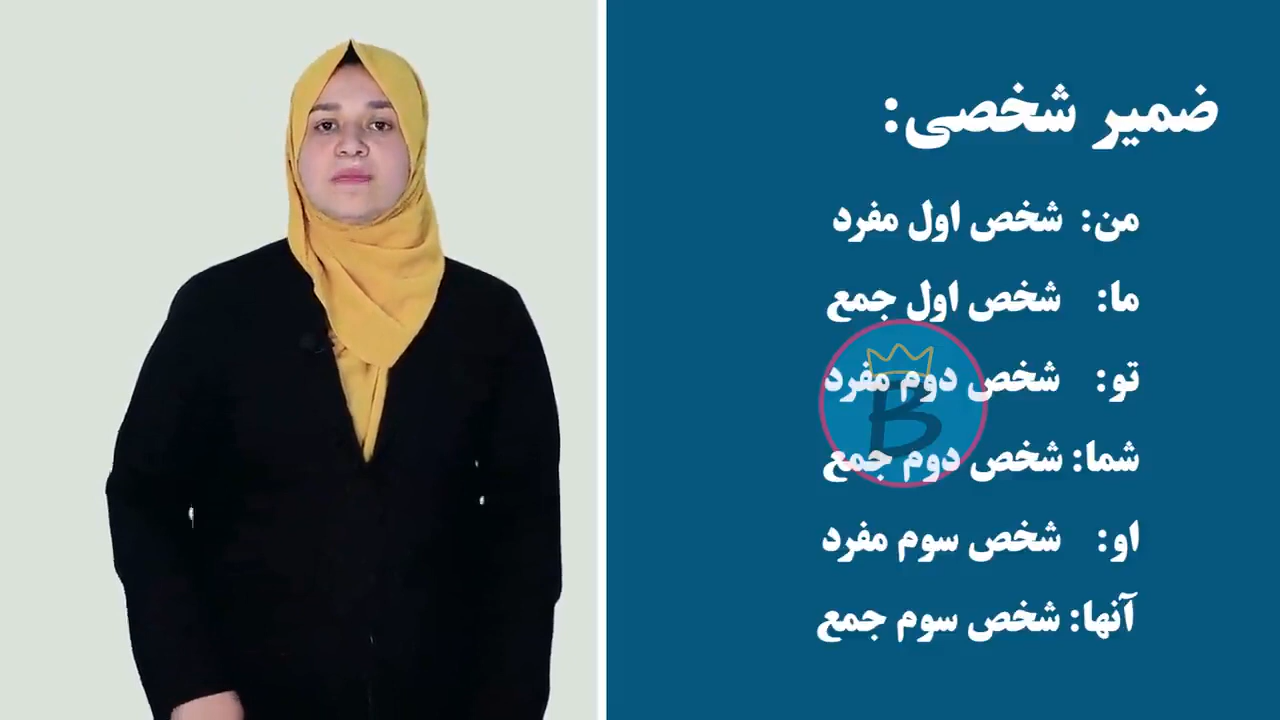 ضمیر شخصی:
من: شخص اول مفرد
ما: شخص اول جمع
تو: شخص دوم مفرد
شما: شخص دوم جمع
او: شخص سوم مفرد
آنها: شخص سوم جمع
B